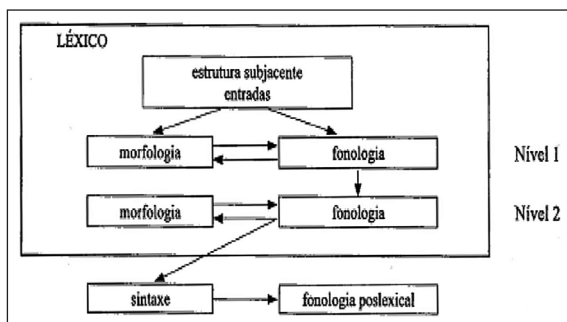 LÉXICO
estrutura subjacente
entradas
morfologia
fonologia
Nível 1
morfologia
fonologia
Nível 2
sintaxe
fonologia poslexical